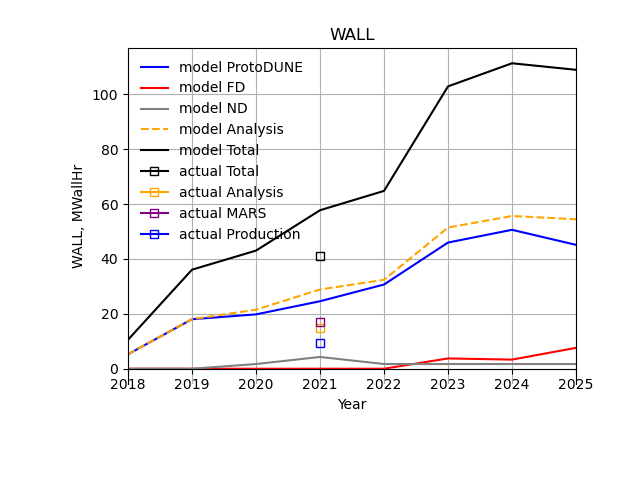 WALL
model ProtoDUNE
model FD
model ND
model Analysis
model Total
actual Total
actual Analysis
actual MARS
actual Production
WALL, MWallHr
100
80
60
40
20
0
2018 2019 2020 2021 2022 2023 2024 2025
Year